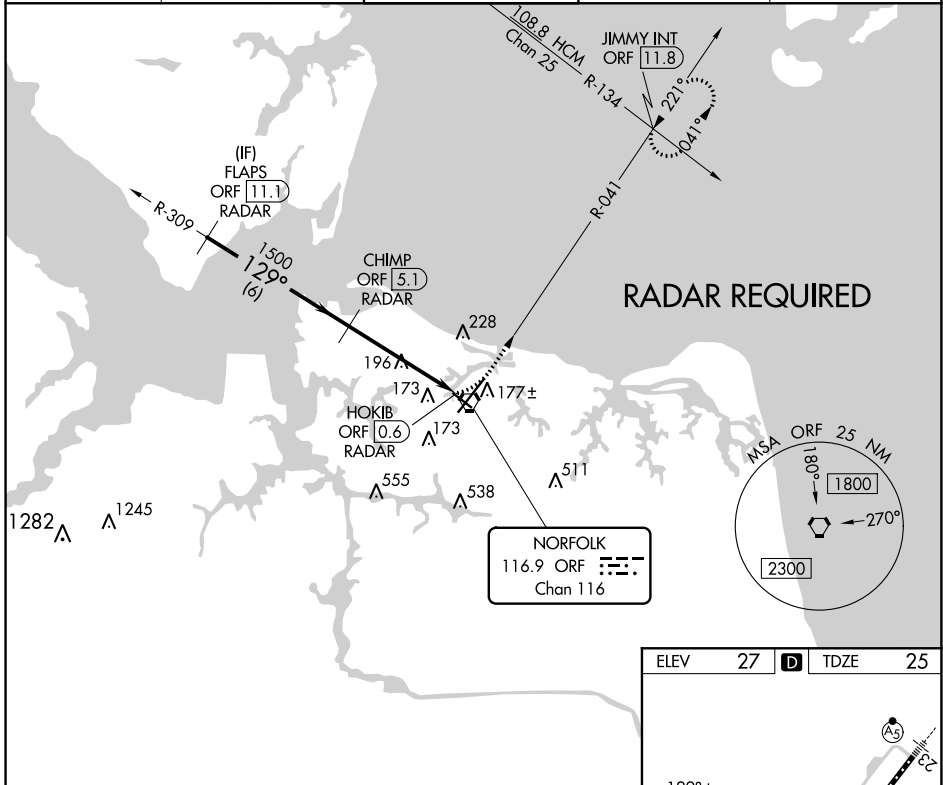 108.8 HCM
Chan 25
R-134
JIMMY INT
ORF 11.8
221°
041°
R-041
(IF)
FLAPS
ORF 11.1
RADAR
R-309
1500
129°
(6)
CHIMP
ORF 5.1
RADAR
RADAR REQUIRED
228
196
173
177±
HOKIB
ORF 0.6
RADAR
173
555
538
511
1282
1245
MSA ORF 25 NM
180°
1800
270°
2300
NORFOLK
116.9 ORF
Chan 116
ELEV 27 D TDZE 25
A5
23